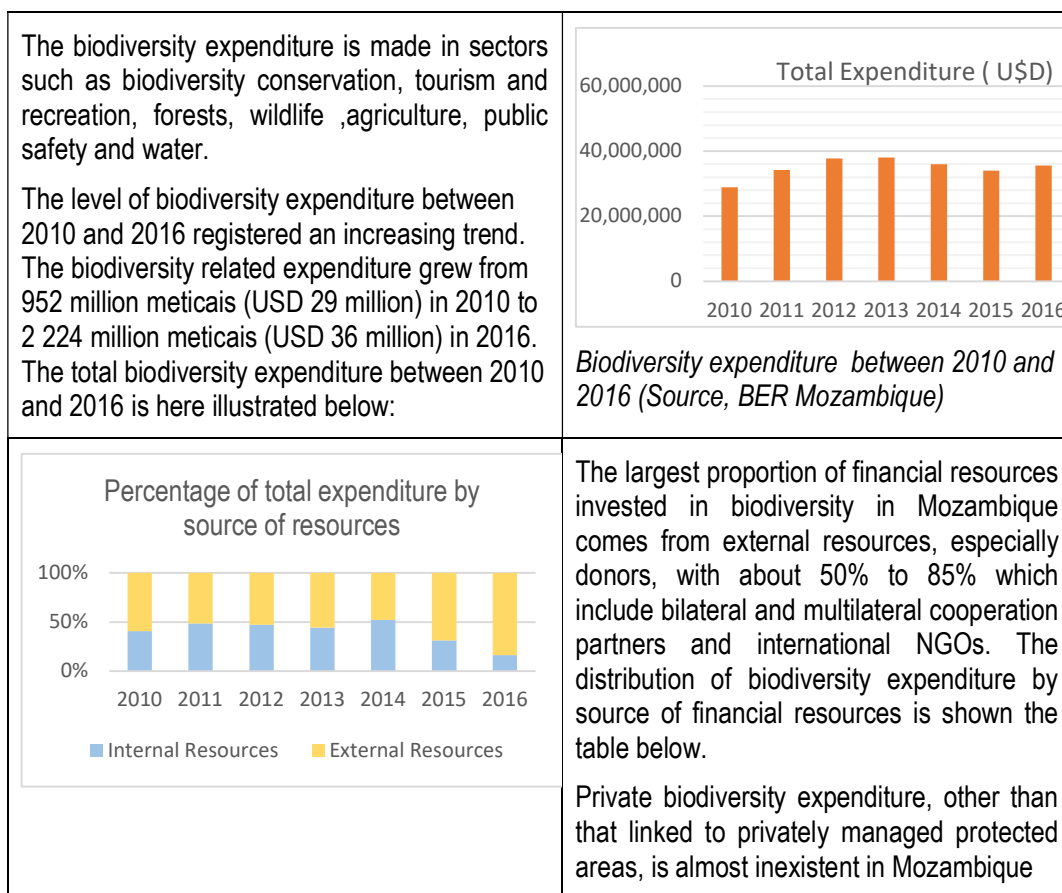 The biodiversity expenditure is made in sectors
such as biodiversity conservation, tourism and
recreation, forests, wildlife ,agriculture, public
safety and water.
The level of biodiversity expenditure between
2010 and 2016 registered an increasing trend.
The biodiversity related expenditure grew from
952 million meticais (USD 29 million) in 2010 to
2 224 million meticais (USD 36 million) in 2016.
The total biodiversity expenditure between 2010
and 2016 is here illustrated below:
Total Expenditure ( U$D)
60,000,000
40,000,000
20,000,000
0
2010 2011 2012 2013 2014 2015 2016
Biodiversity expenditure between 2010 and
2016 (Source, BER Mozambique)
Percentage of total expenditure by
source of resources
100%
50%
0%
2010 2011 2012 2013 2014 2015 2016
Internal Resources External Resources
The largest proportion of financial resources
invested in biodiversity in Mozambique
comes from external resources, especially
donors, with about 50% to 85% which
include bilateral and multilateral cooperation
partners and international NGOs. The
distribution of biodiversity expenditure by
source of financial resources is shown the
table below.
Private biodiversity expenditure, other than
that linked to privately managed protected
areas, is almost inexistent in Mozambique